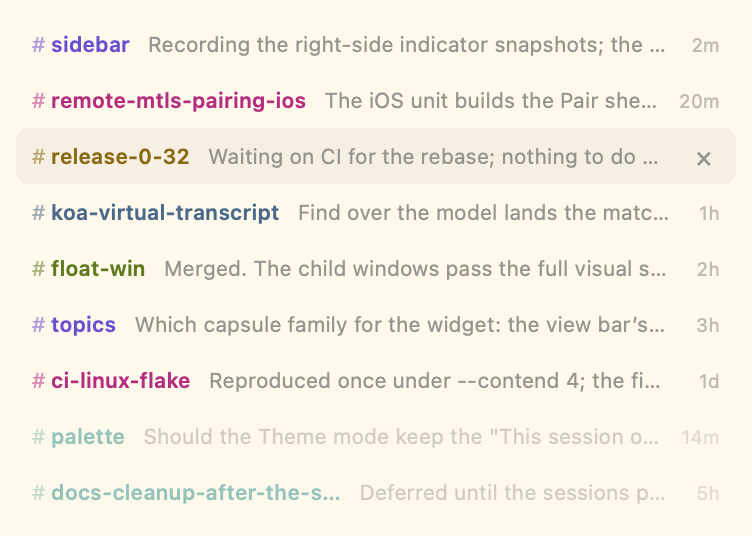 # sidebar Recording the right-side indicator snapshots; the ... 2m
# remote-mtls-pairing-ios The iOS unit builds the Pair she... 20m
# release-0-32 Waiting on CI for the rebase; nothing to do ... ×
# koa-virtual-transcript Find over the model lands the matc... 1h
# float-win Merged. The child windows pass the full visual s... 2h
# topics Which capsule family for the widget: the view bar’s... 3h
# ci-linux-flake Reproduced once under --contend 4; the fi... 1d
# palette Should the Theme mode keep the "This session o... 14m
# docs-cleanup-after-the-s... Deferred until the sessions p... 5h